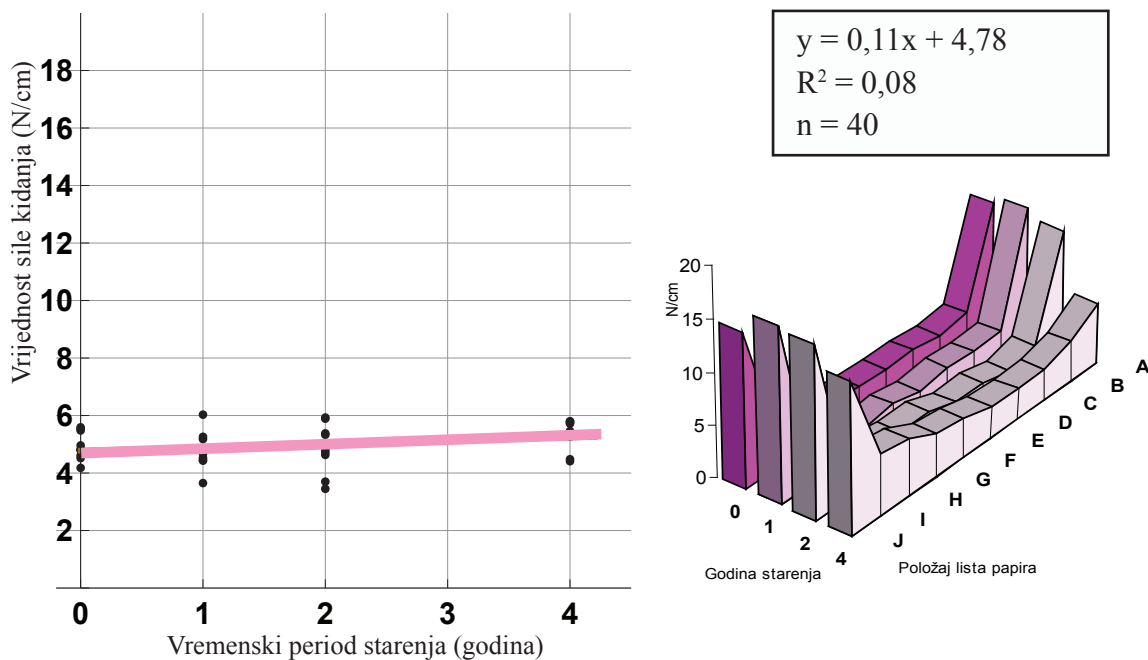 Vrijednost sile kidanja (N/cm)
18
16
14
12
10
8
6
4
2
0 1 2 3 4
Vremenski period starenja (godina)
y = 0,11x + 4,78
R² = 0,08
n = 40
N/cm
20
15
10
5
0
0 1 2 4
Godina starenja
J I H G F E D C B A
Položaj lista papira